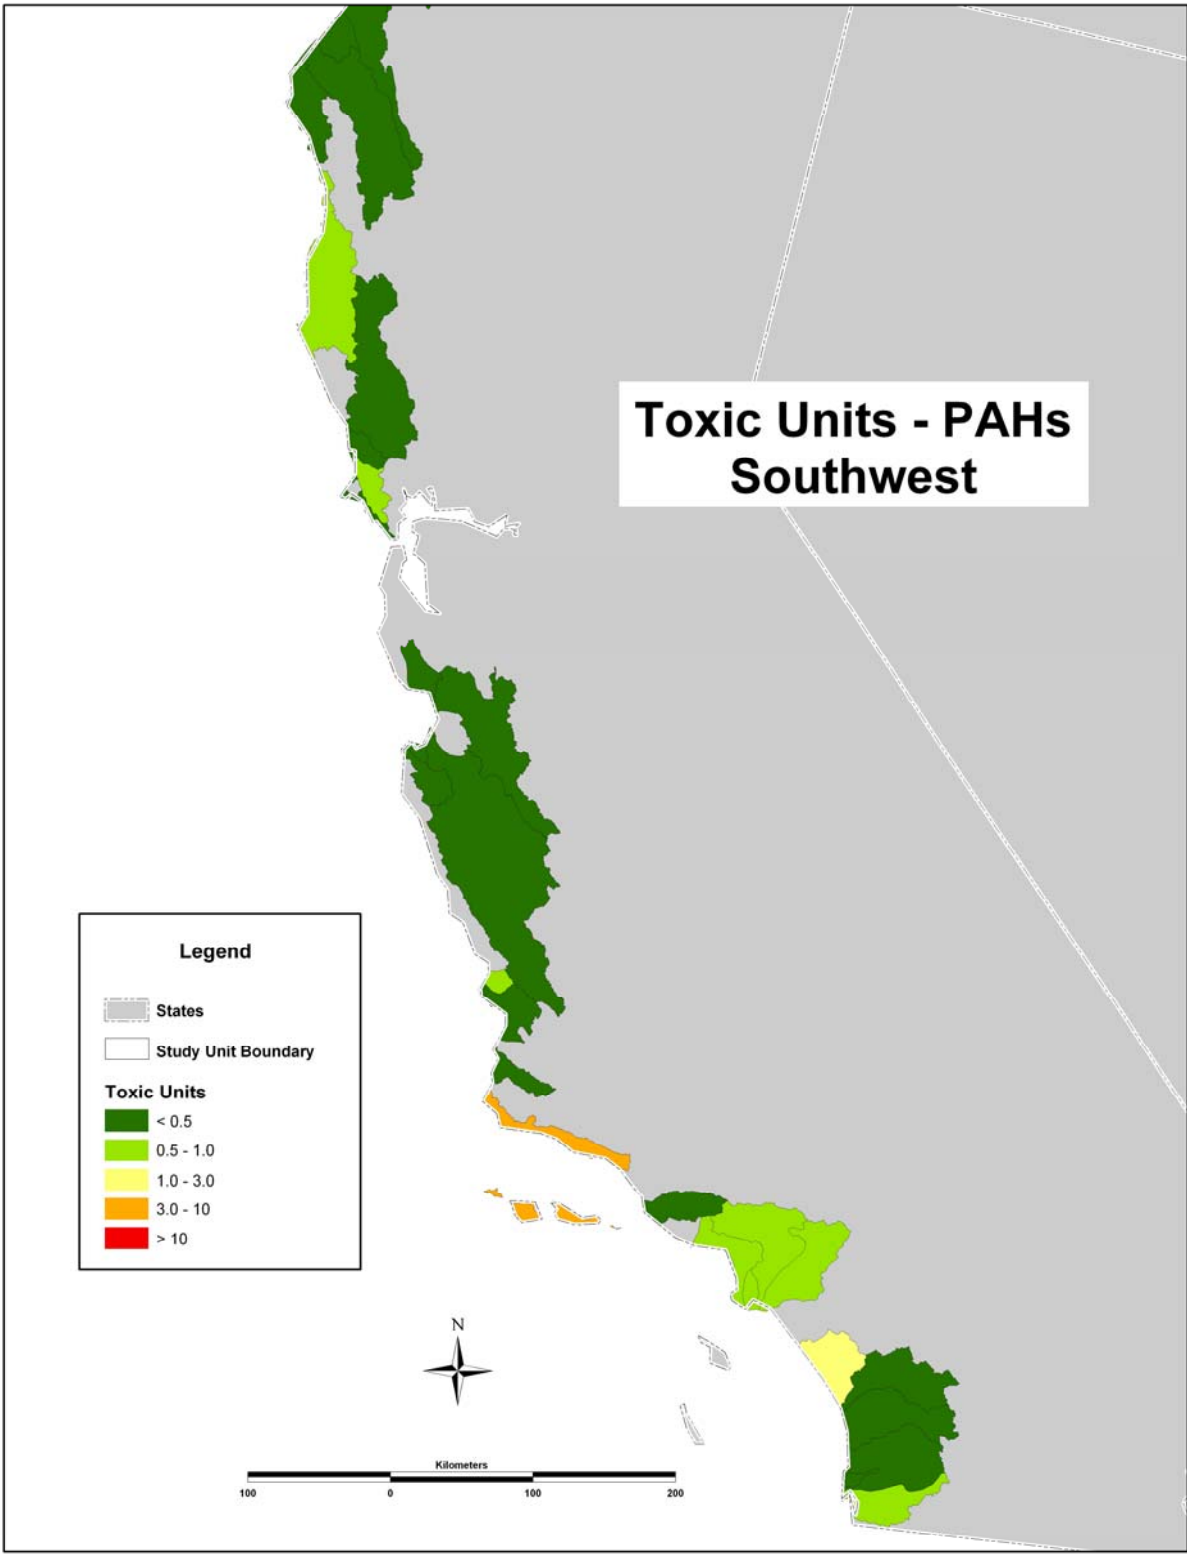 Toxic Units - PAHs
Southwest
Legend
States
Study Unit Boundary
Toxic Units
< 0.5
0.5 - 1.0
1.0 - 3.0
3.0 - 10
> 10
N
Kilometers
100 0 100 200